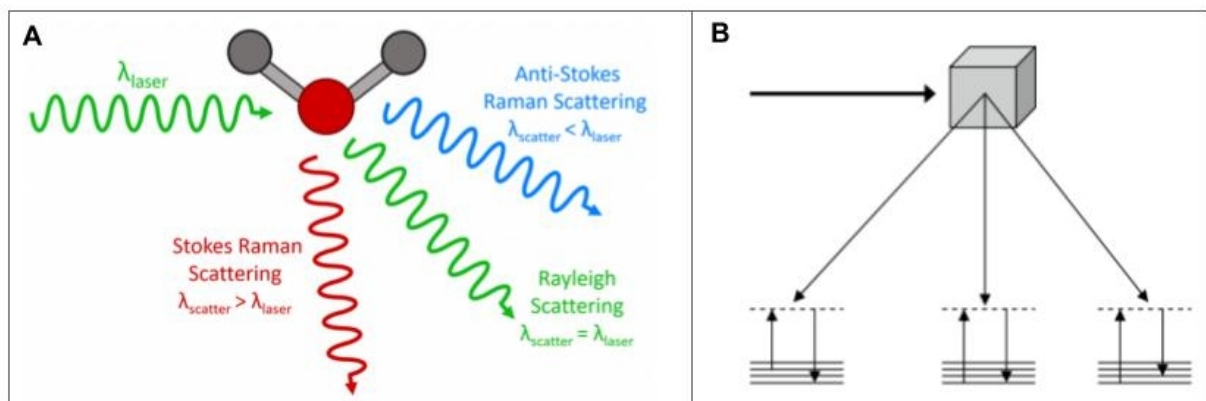 A
λlaser
Anti-Stokes
Raman Scattering
λscatter < λlaser
Stokes Raman
Scattering
λscatter > λlaser
Rayleigh
Scattering
λscatter = λlaser
B